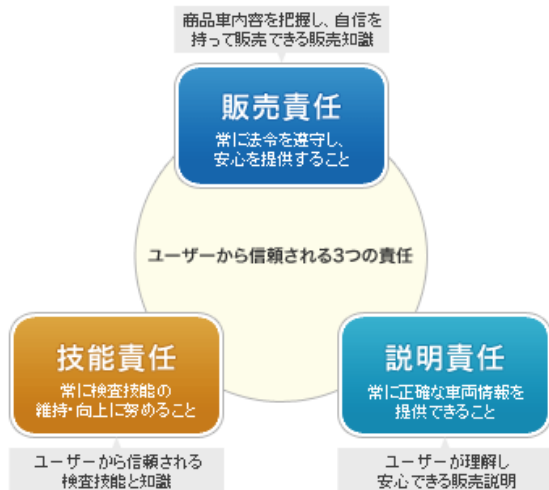 商品車内容を把握し、自信を
持って販売できる販売知識
販売責任
常に法令を遵守し、
安心を提供すること
ユーザーから信頼される3つの責任
技能責任
常に検査技能の
維持・向上に努めること
ユーザーから信頼される
検査技能と知識
説明責任
常に正確な車両情報を
提供できること
ユーザーが理解し
安心できる販売説明